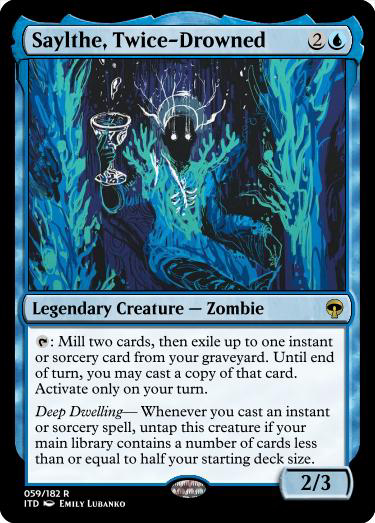 Saylthe, Twice-Drowned 2
Legendary Creature — Zombie
: Mill two cards, then exile up to one instant
or sorcery card from your graveyard. Until end
of turn, you may cast a copy of that card.
Activate only on your turn.
Deep Dwelling— Whenever you cast an instant
or sorcery spell, untap this creature if your
main library contains a number of cards less
than or equal to half your starting deck size.
2/3
059/182 R
ITD Emily Lubanko